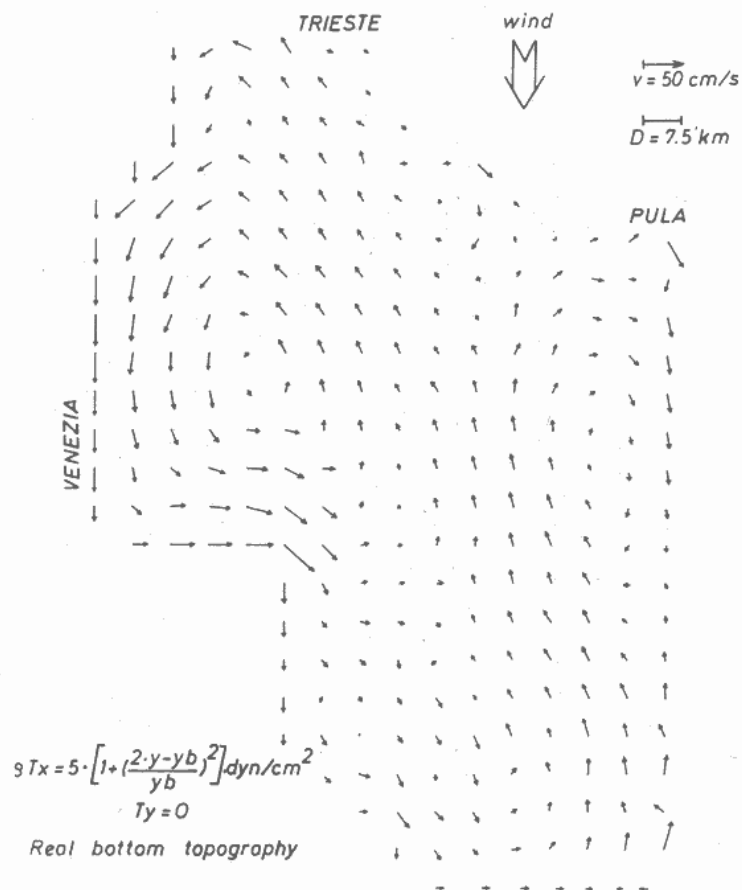 TRIESTE
wind
v = 50 cm/s
D = 7.5 km
PULA
VENEZIA
ρTx = 5·[1+(2·y-yb/yb)²]·dyn/cm²
Ty = 0
Real bottom topography